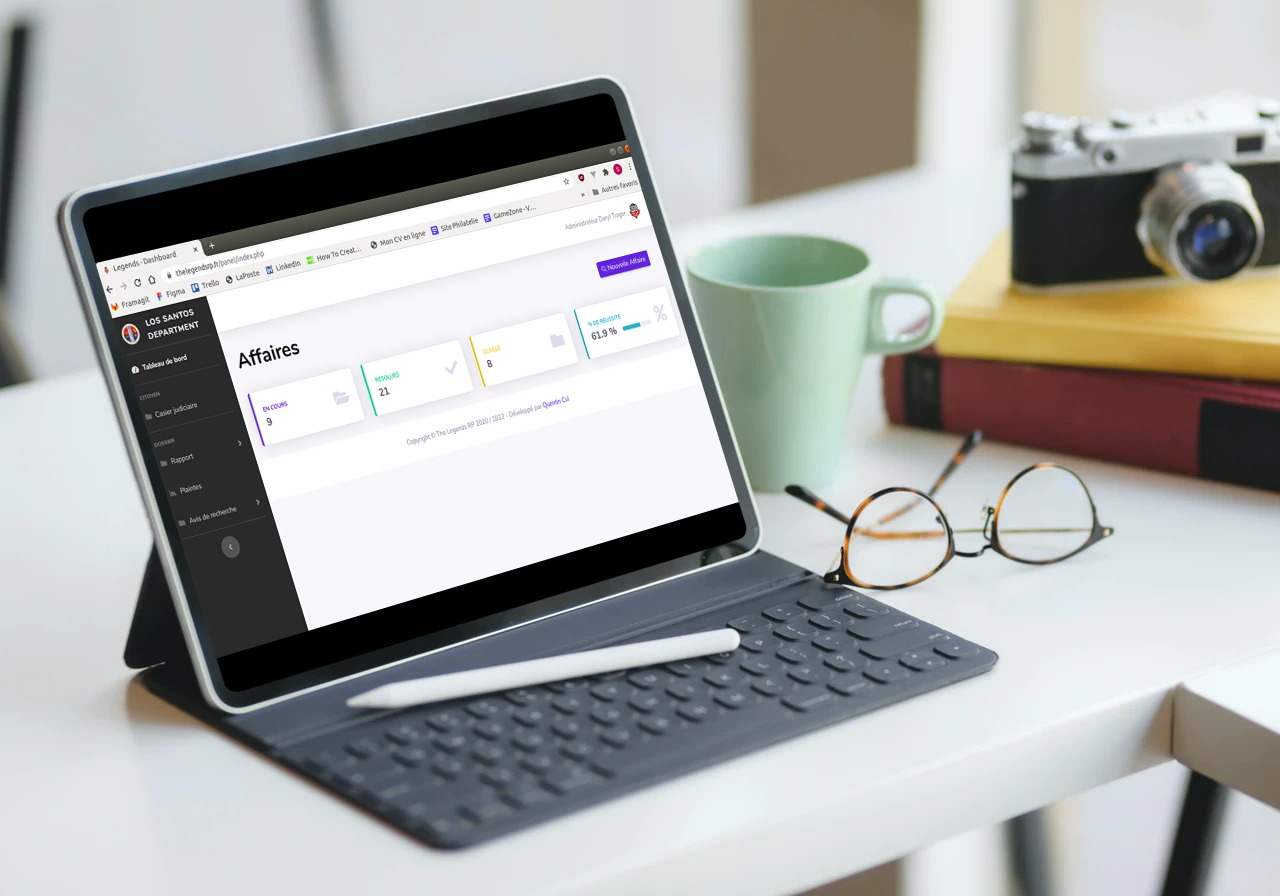 Legends - Dashboard
thelegendsrp.fr/panel/index.php
Framagit
Figma
Trello
LaPoste
LinkedIn
How To Creat...
Mon CV en ligne
Site Philatelie
GameZone - V...
Autres favoris
LOS SANTOS
DEPARTMENT
Administrateur Daryl Trager
Tableau de bord
CITOYEN
Casier judiciaire
DOSSIER
Rapport
Plaintes
Avis de recherche
Affaires
Nouvelle Affaire
EN COURS
9
RÉSOLUES
21
CLASSÉ
8
% DE RÉUSSITE
61.9 %
Copyright © The Legends RP 2020 / 2022 - Développé par Quentin Cul